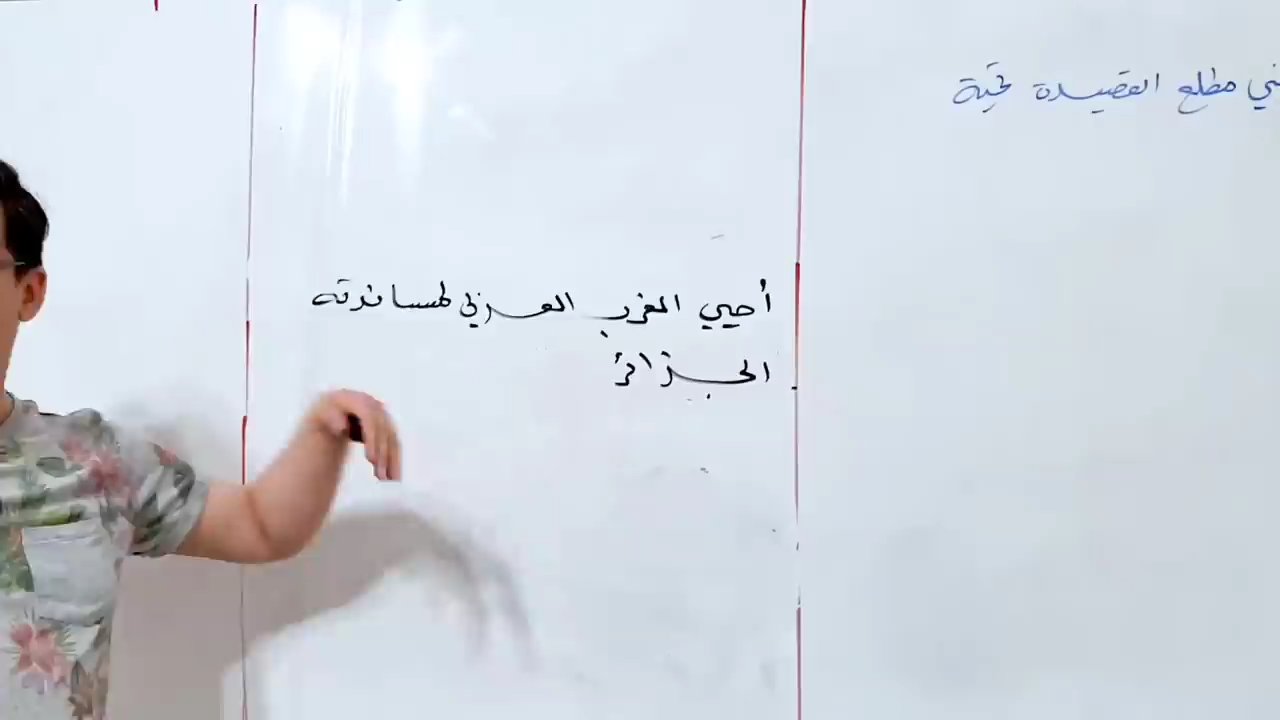 مطلع القصيدة تحية
أحيي المغرب العربي لمساندته
الجزائر